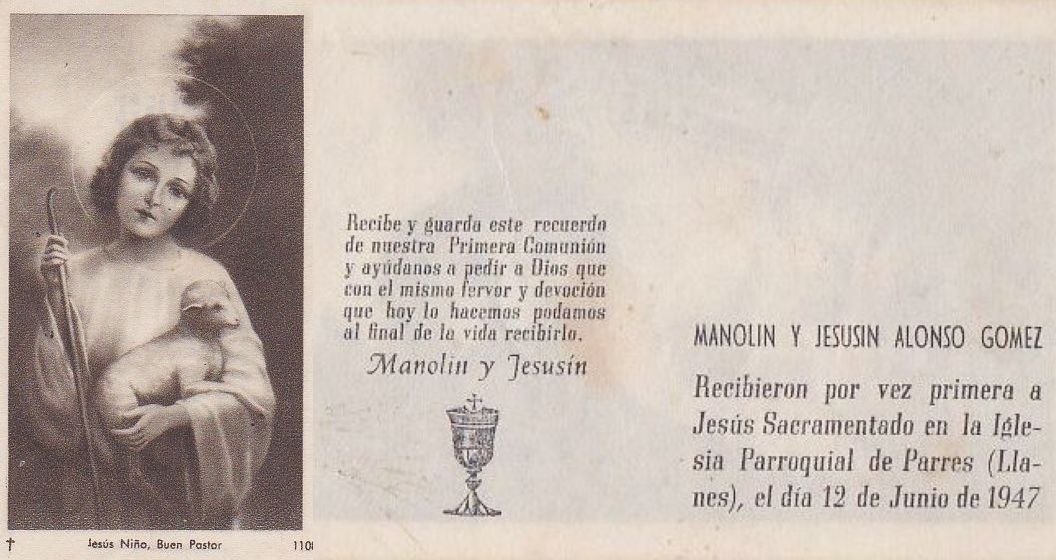 ✝ Jesús Niño, Buen Pastor 110
Recibe y guarda este recuerdo
de nuestra Primera Comunión
y ayúdanos a pedir a Dios que
con el mismo fervor y devoción
que hoy lo hacemos podamos
al final de la vida recibirlo.
Manolin y Jesusín
MANOLIN Y JESUSIN ALONSO GOMEZ
Recibieron por vez primera a
Jesús Sacramentado en la Igle-
sia Parroquial de Parres (Lla-
nes), el día 12 de Junio de 1947